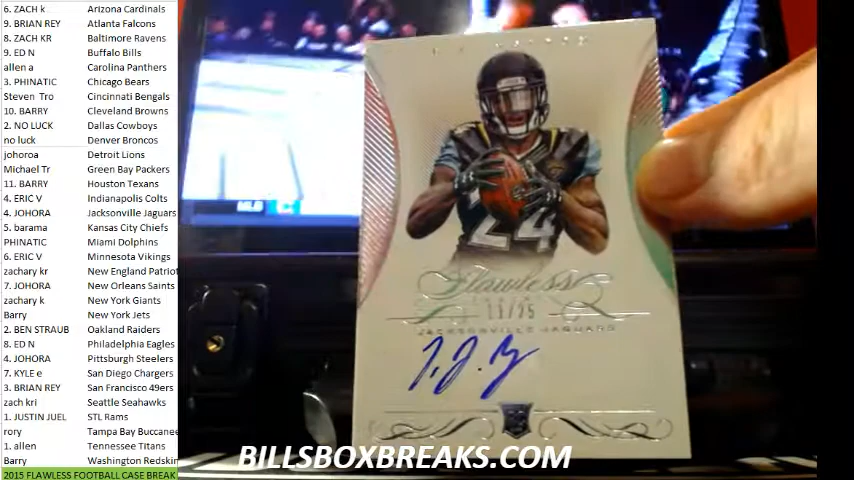 6. ZACH k Arizona Cardinals
9. BRIAN REY Atlanta Falcons
8. ZACH KR Baltimore Ravens
9. ED N Buffalo Bills
allen a Carolina Panthers
3. PHINATIC Chicago Bears
Steven Tro Cincinnati Bengals
10. BARRY Cleveland Browns
2. NO LUCK Dallas Cowboys
no luck Denver Broncos
johoroa Detroit Lions
Michael Tr Green Bay Packers
11. BARRY Houston Texans
4. ERIC V Indianapolis Colts
4. JOHORA Jacksonville Jaguars
5. barama Kansas City Chiefs
PHINATIC Miami Dolphins
6. ERIC V Minnesota Vikings
zachary kr New England Patriot
7. JOHORA New Orleans Saints
zachary k New York Giants
Barry New York Jets
2. BEN STRAUB Oakland Raiders
8. ED N Philadelphia Eagles
4. JOHORA Pittsburgh Steelers
7. KYLE e San Diego Chargers
3. BRIAN REY San Francisco 49ers
zach kri Seattle Seahawks
1. JUSTIN JUEL STL Rams
rory Tampa Bay Buccanee
1. allen Tennessee Titans
Barry Washington Redskin
2015 FLAWLESS FOOTBALL CASE BREAK
24
Flawless
11/25
JACKSONVILLE JAGUARS
BILLSBOXBREAKS.COM